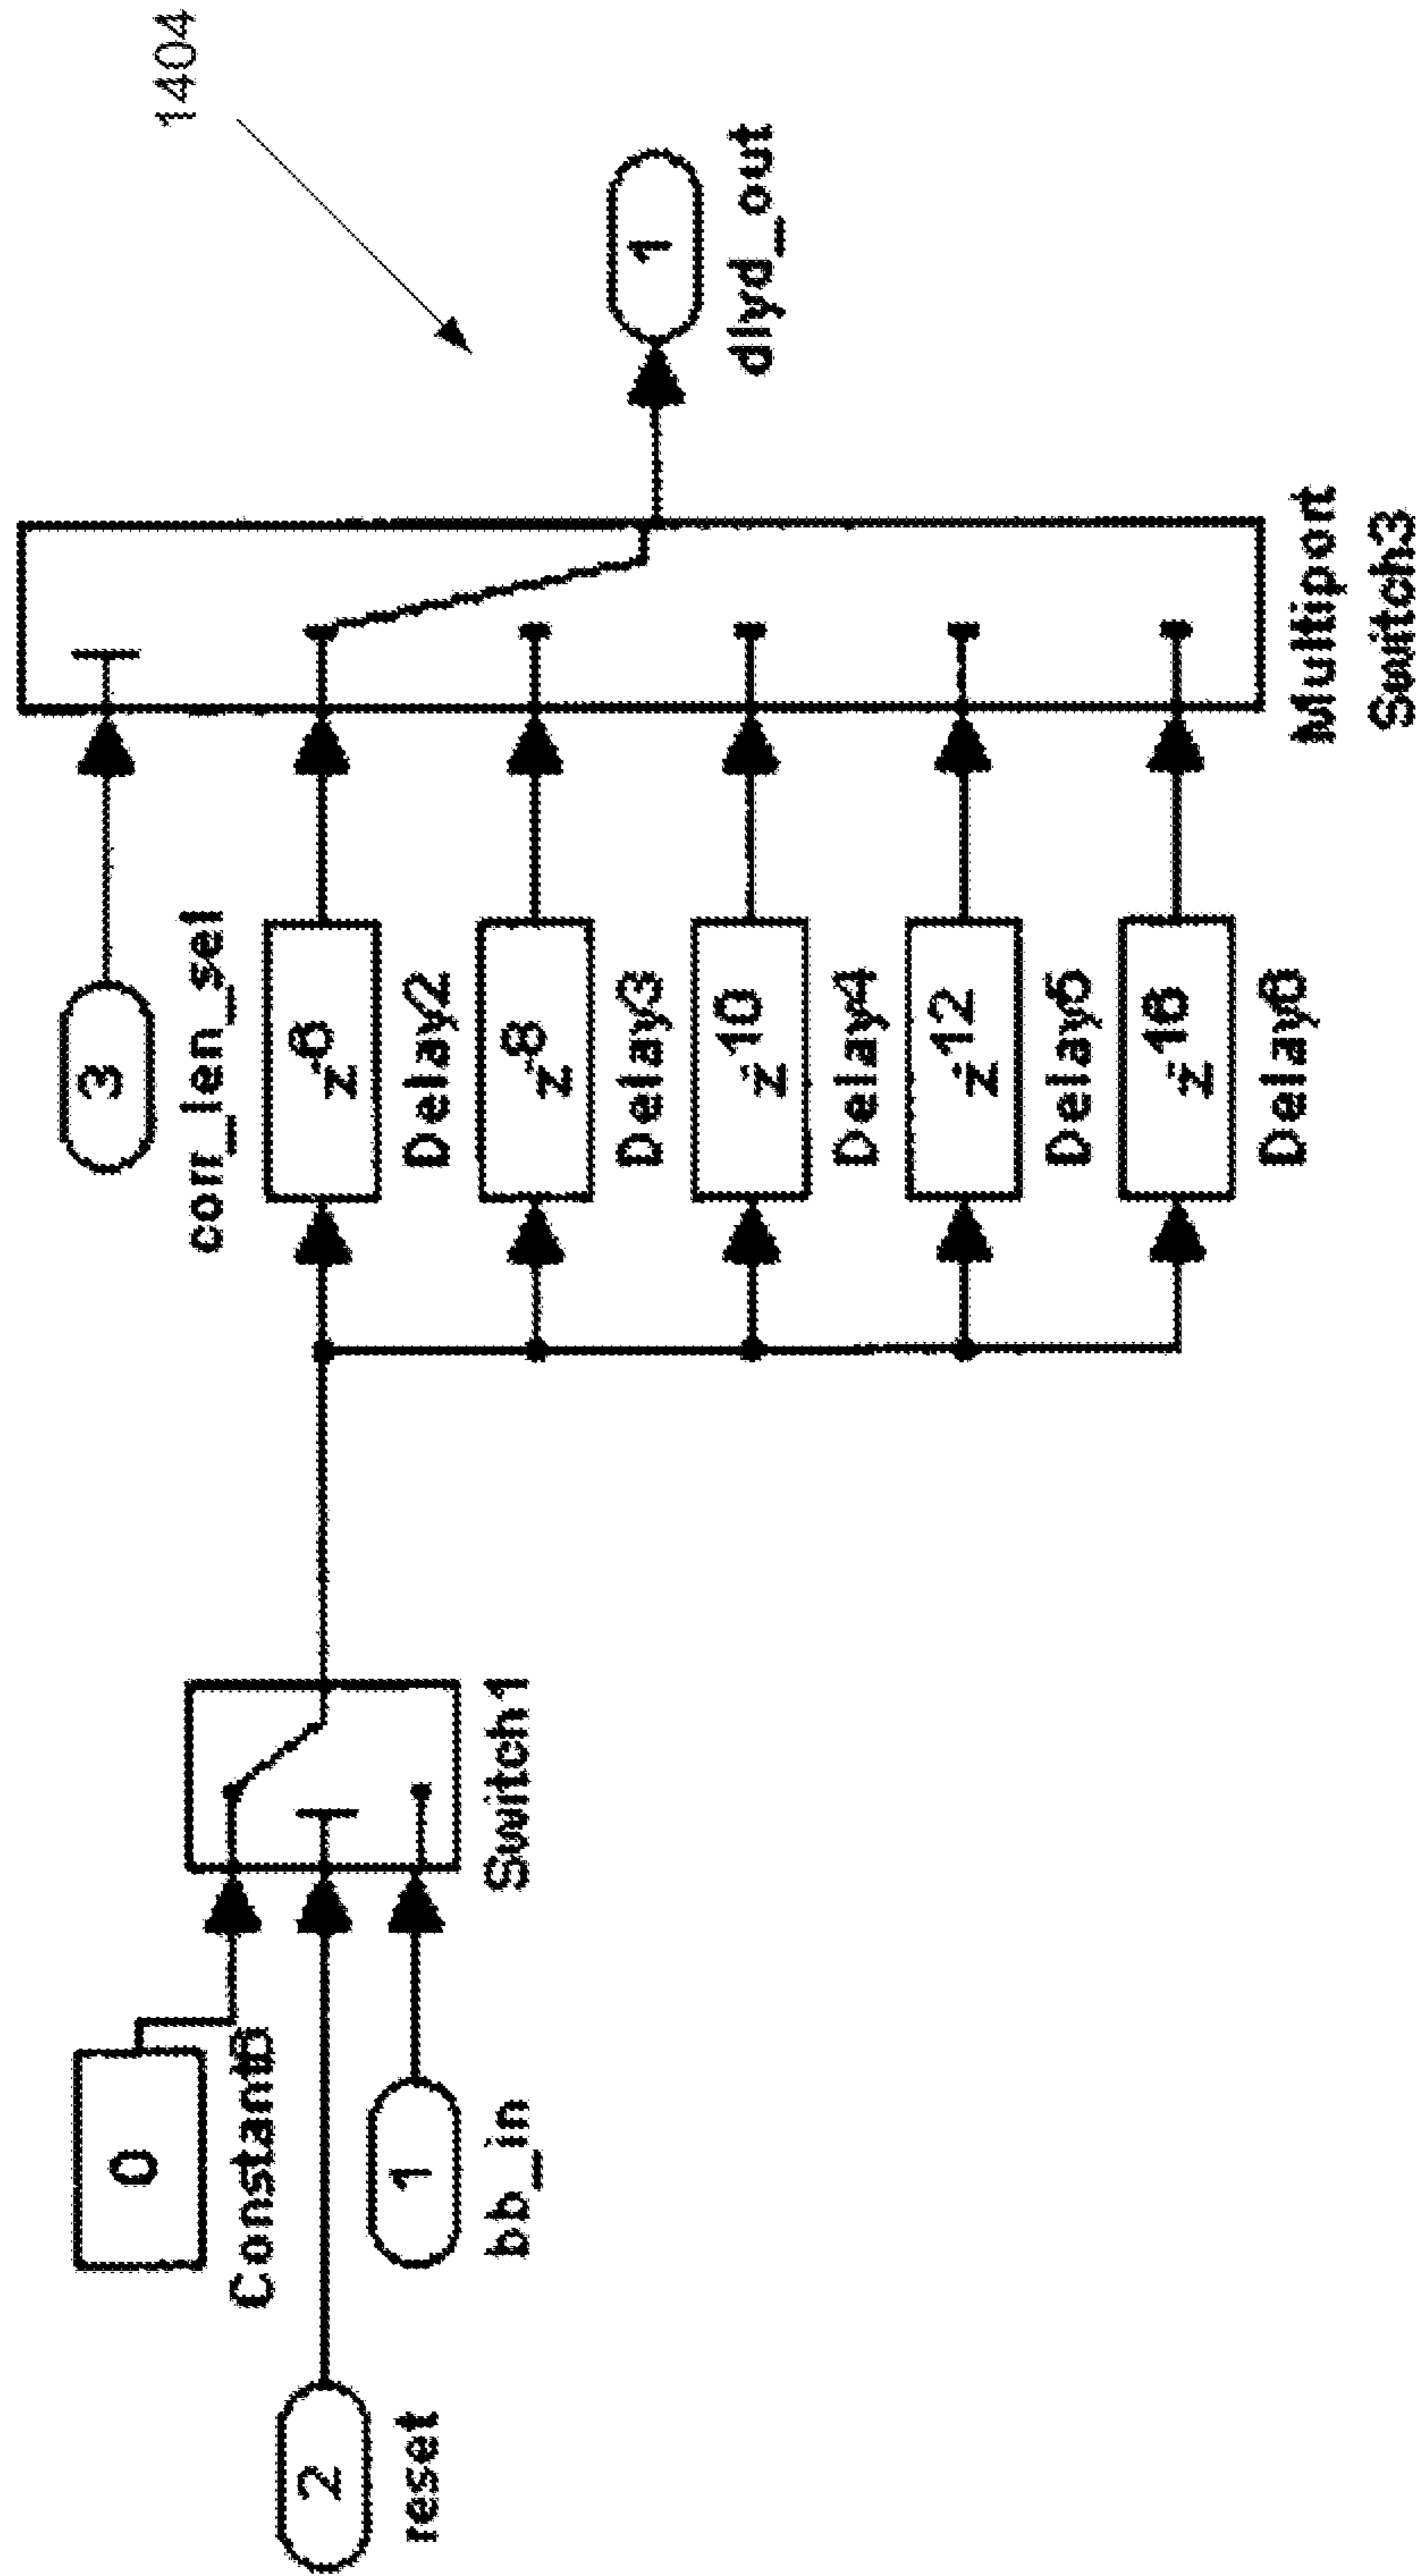 1404
3
corr_len_sel
0
2
reset
1
bb_in
Switch1
z-6
Delay2
z-8
Delay3
z-10
Delay4
z-12
Delay5
z-16
Delay6
Multiport
Switch3
1
dlyd_out